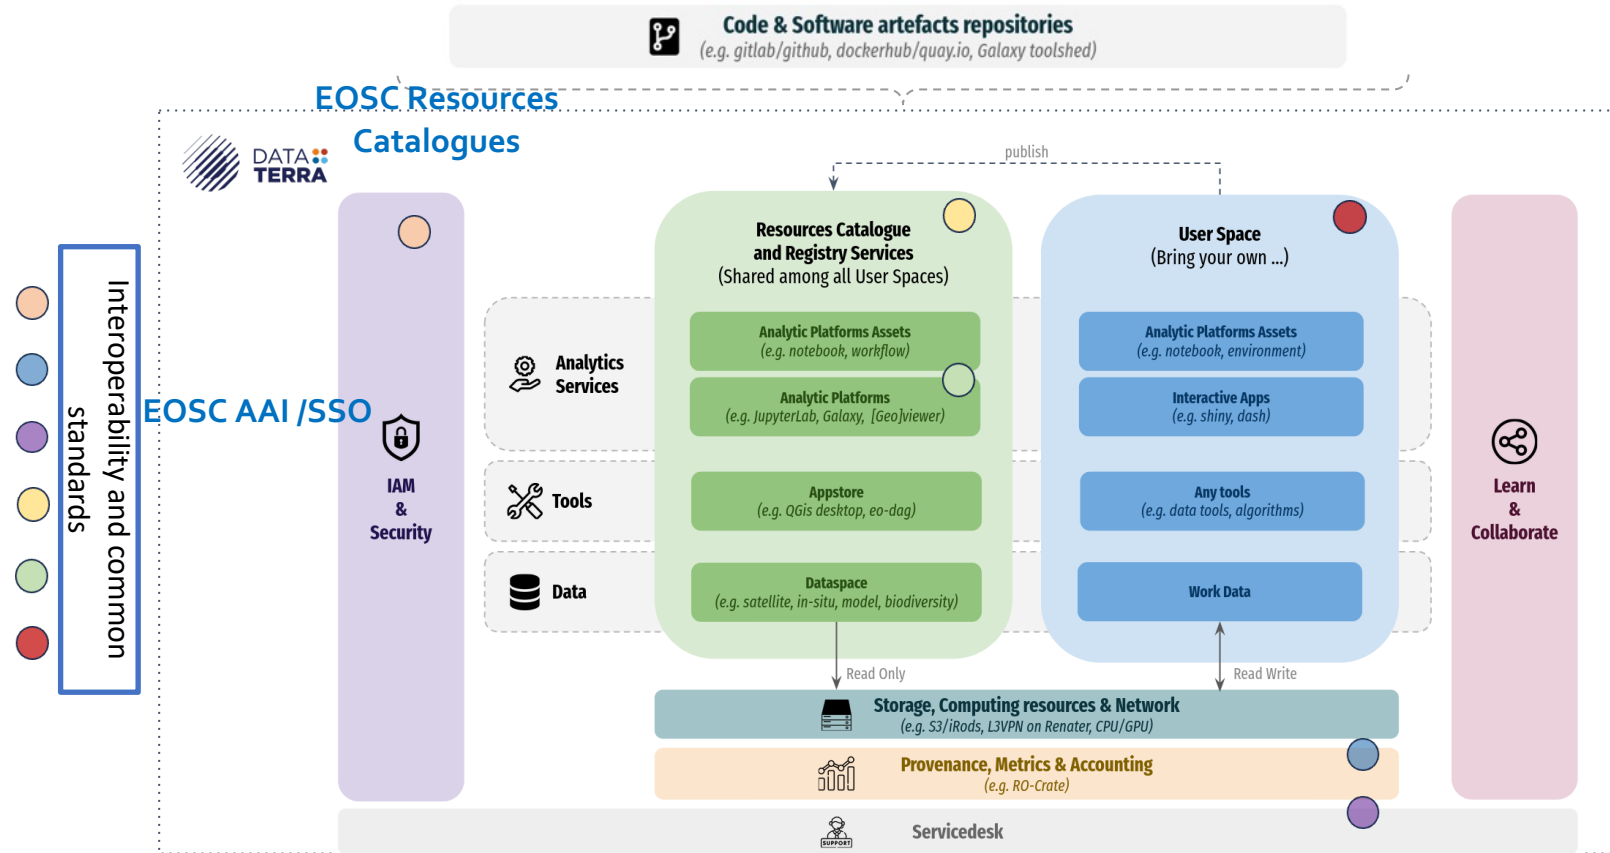 Code & Software artefacts repositories
(e.g. gitlab/github, dockerhub/quay.io, Galaxy toolshed)
EOSC Resources
Catalogues
DATA
TERRA
publish
Interoperability and common
standards
EOSC AAI /SSO
IAM
&
Security
Resources Catalogue
and Registry Services
(Shared among all User Spaces)
User Space
(Bring your own ...)
Analytics
Services
Analytic Platforms Assets
(e.g. notebook, workflow)
Analytic Platforms Assets
(e.g. notebook, environment)
Analytic Platforms
(e.g. JupyterLab, Galaxy, [Geo]viewer)
Interactive Apps
(e.g. shiny, dash)
Tools
Appstore
(e.g. QGis desktop, eo-dag)
Any tools
(e.g. data tools, algorithms)
Data
Dataspace
(e.g. satellite, in-situ, model, biodiversity)
Work Data
Learn
&
Collaborate
Read Only
Read Write
Storage, Computing resources & Network
(e.g. S3/iRods, L3VPN on Renater, CPU/GPU)
Provenance, Metrics & Accounting
(e.g. RO-Crate)
SUPPORT
Servicedesk